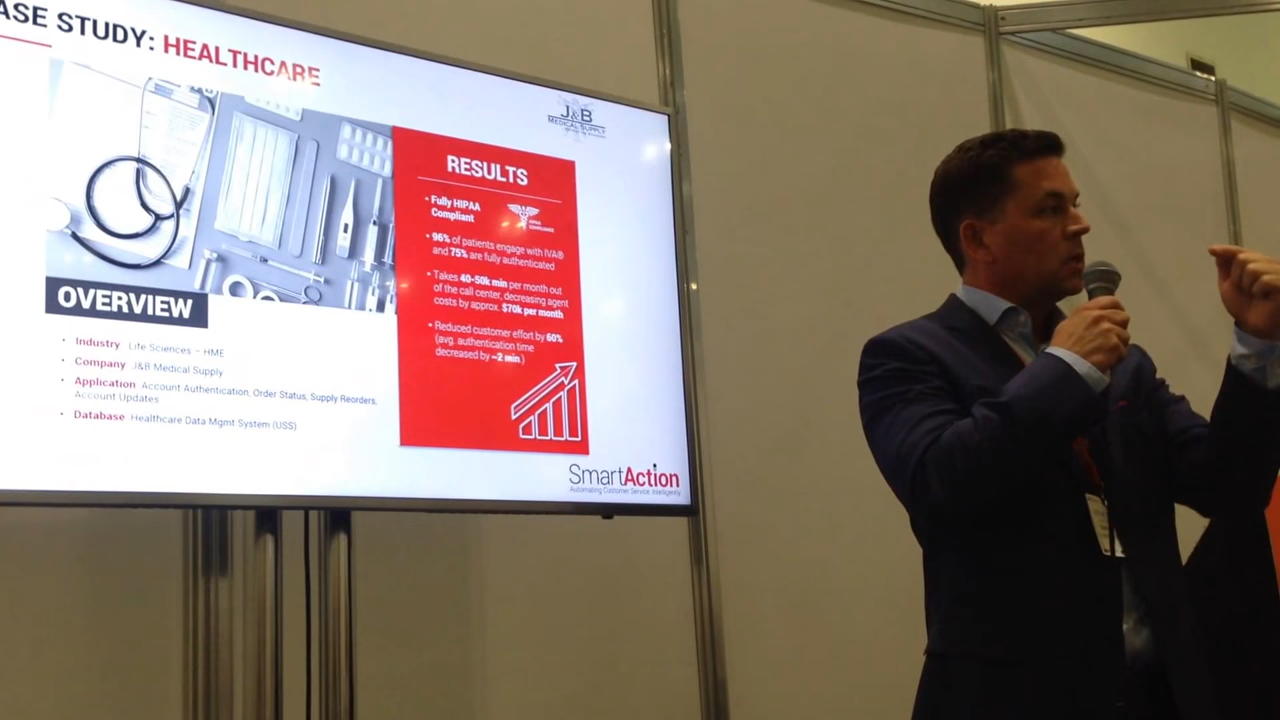 ASE STUDY: HEALTHCARE
J&B
MEDICAL SUPPLY
RESULTS
• Fully HIPAA
Compliant
HIPAA
COMPLIANCE
• 96% of patients engage with IVA®
and 75% are fully authenticated
• Takes 40-50k min per month out
of the call center, decreasing agent
costs by approx. $70k per month
• Reduced customer effort by 60%
(avg. authentication time
decreased by ~2 min.)
OVERVIEW
• Industry Life Sciences – HME
• Company J&B Medical Supply
• Application Account Authentication, Order Status, Supply Reorders,
Account Updates
• Database Healthcare Data Mgmt System (USS)
SmartAction
Automating Customer Service. Intelligently.